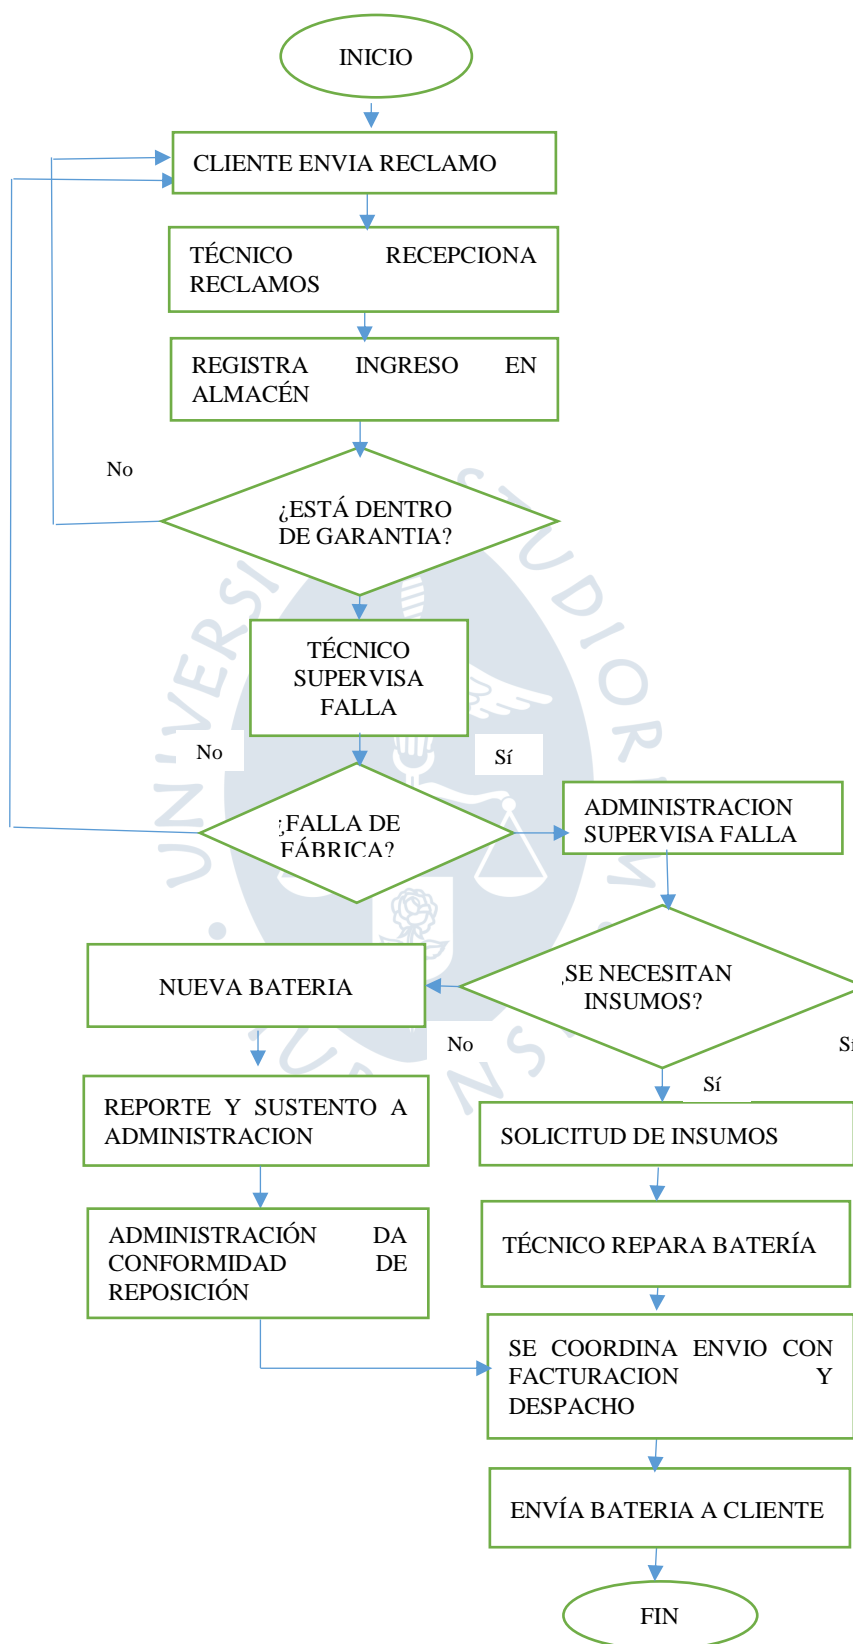 INICIO
CLIENTE ENVIA RECLAMO
TÉCNICO RECEPCIONA
RECLAMOS
REGISTRA INGRESO EN
ALMACÉN
No
¿ESTÁ DENTRO
DE GARANTIA?
TÉCNICO
SUPERVISA
FALLA
No
Sí
¿FALLA DE
FÁBRICA?
ADMINISTRACION
SUPERVISA FALLA
NUEVA BATERIA
¿SE NECESITAN
INSUMOS?
No
Sí
Sí
REPORTE Y SUSTENTO A
ADMINISTRACION
SOLICITUD DE INSUMOS
ADMINISTRACIÓN DA
CONFORMIDAD DE
REPOSICIÓN
TÉCNICO REPARA BATERÍA
SE COORDINA ENVIO CON
FACTURACION Y
DESPACHO
ENVÍA BATERIA A CLIENTE
FIN